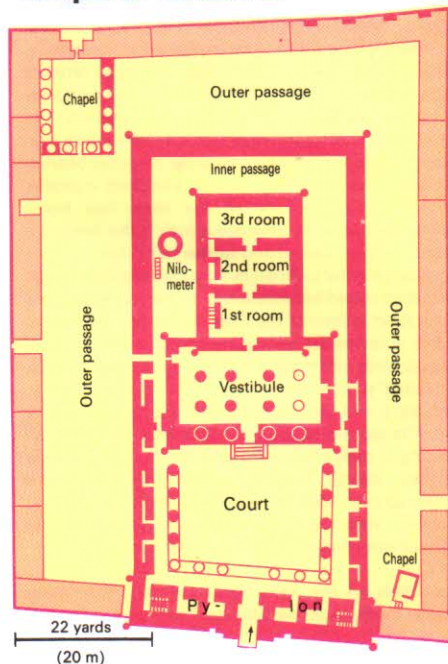 Chapel
Outer passage
Inner passage
3rd room
2nd room
Nilo-
meter
1st room
Outer passage
Outer passage
Vestibule
Court
Chapel
Py- lon
22 yards
(20 m)